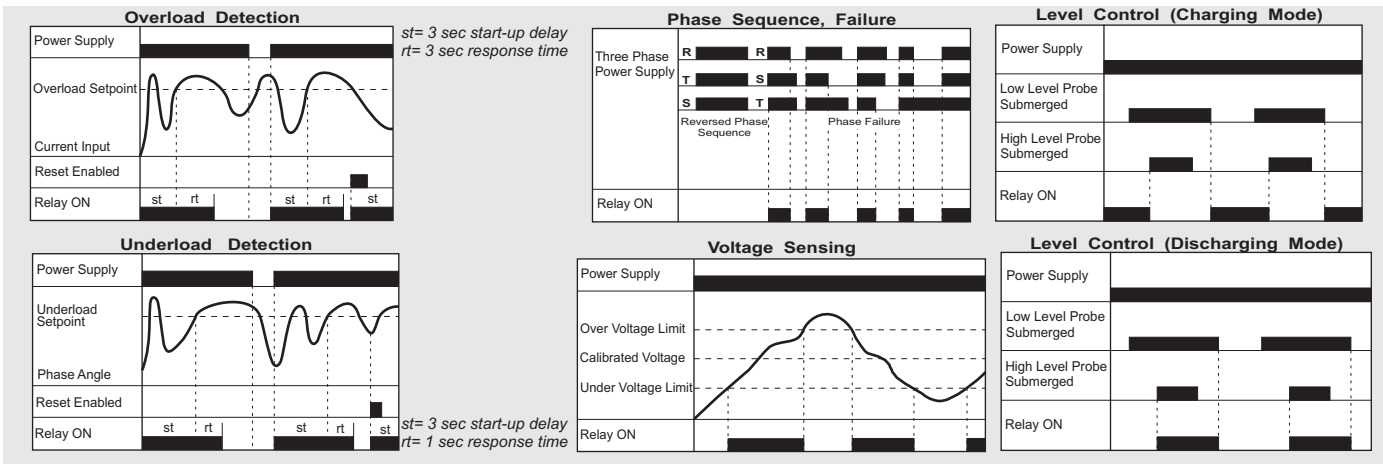 Overload Detection
Power Supply
Overload Setpoint
Current Input
Reset Enabled
Relay ON
st rt st rt st
st= 3 sec start-up delay
rt= 3 sec response time
Phase Sequence, Failure
Three Phase
Power Supply
R R
T S
S T
Reversed Phase
Sequence
Phase Failure
Relay ON
Level Control (Charging Mode)
Power Supply
Low Level Probe
Submerged
High Level Probe
Submerged
Relay ON
Underload Detection
Power Supply
Underload
Setpoint
Phase Angle
Reset Enabled
Relay ON
st rt st rt st
st= 3 sec start-up delay
rt= 1 sec response time
Voltage Sensing
Power Supply
Over Voltage Limit
Calibrated Voltage
Under Voltage Limit
Relay ON
Level Control (Discharging Mode)
Power Supply
Low Level Probe
Submerged
High Level Probe
Submerged
Relay ON